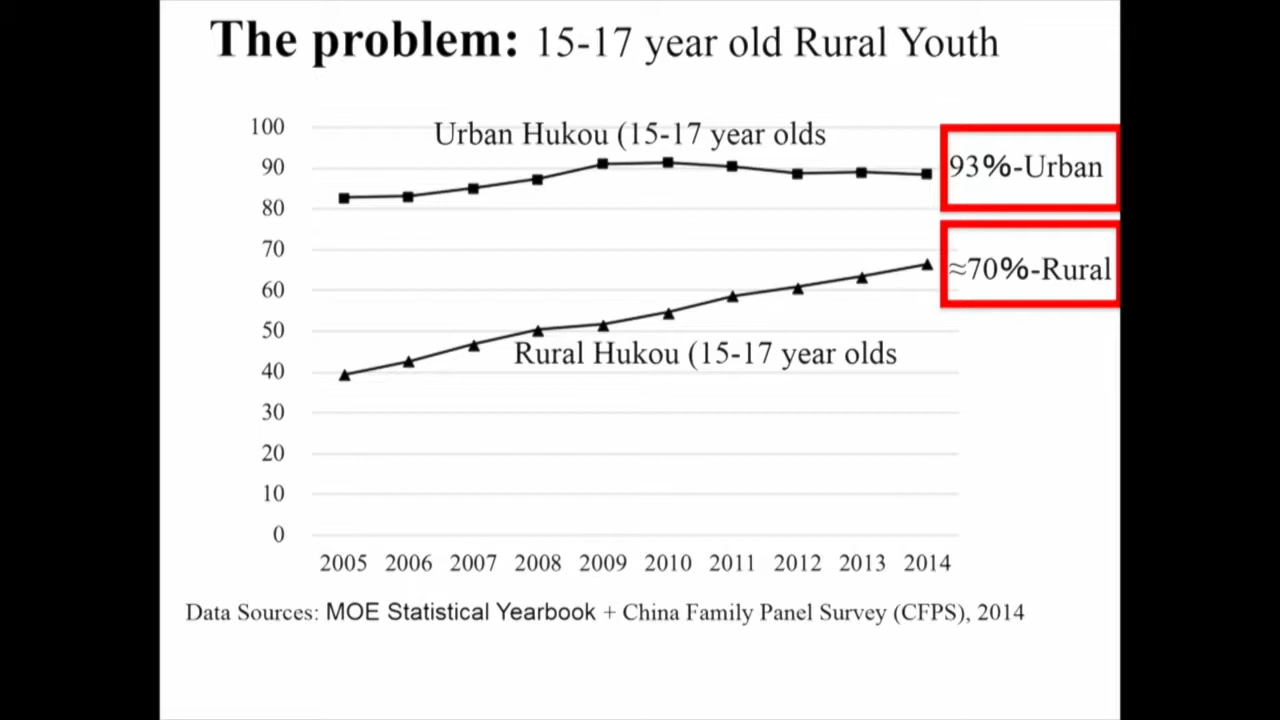 The problem: 15-17 year old Rural Youth
Urban Hukou (15-17 year olds
93%-Urban
≈70%-Rural
Rural Hukou (15-17 year olds
100
90
80
70
60
50
40
30
20
10
0
2005 2006 2007 2008 2009 2010 2011 2012 2013 2014
Data Sources: MOE Statistical Yearbook + China Family Panel Survey (CFPS), 2014